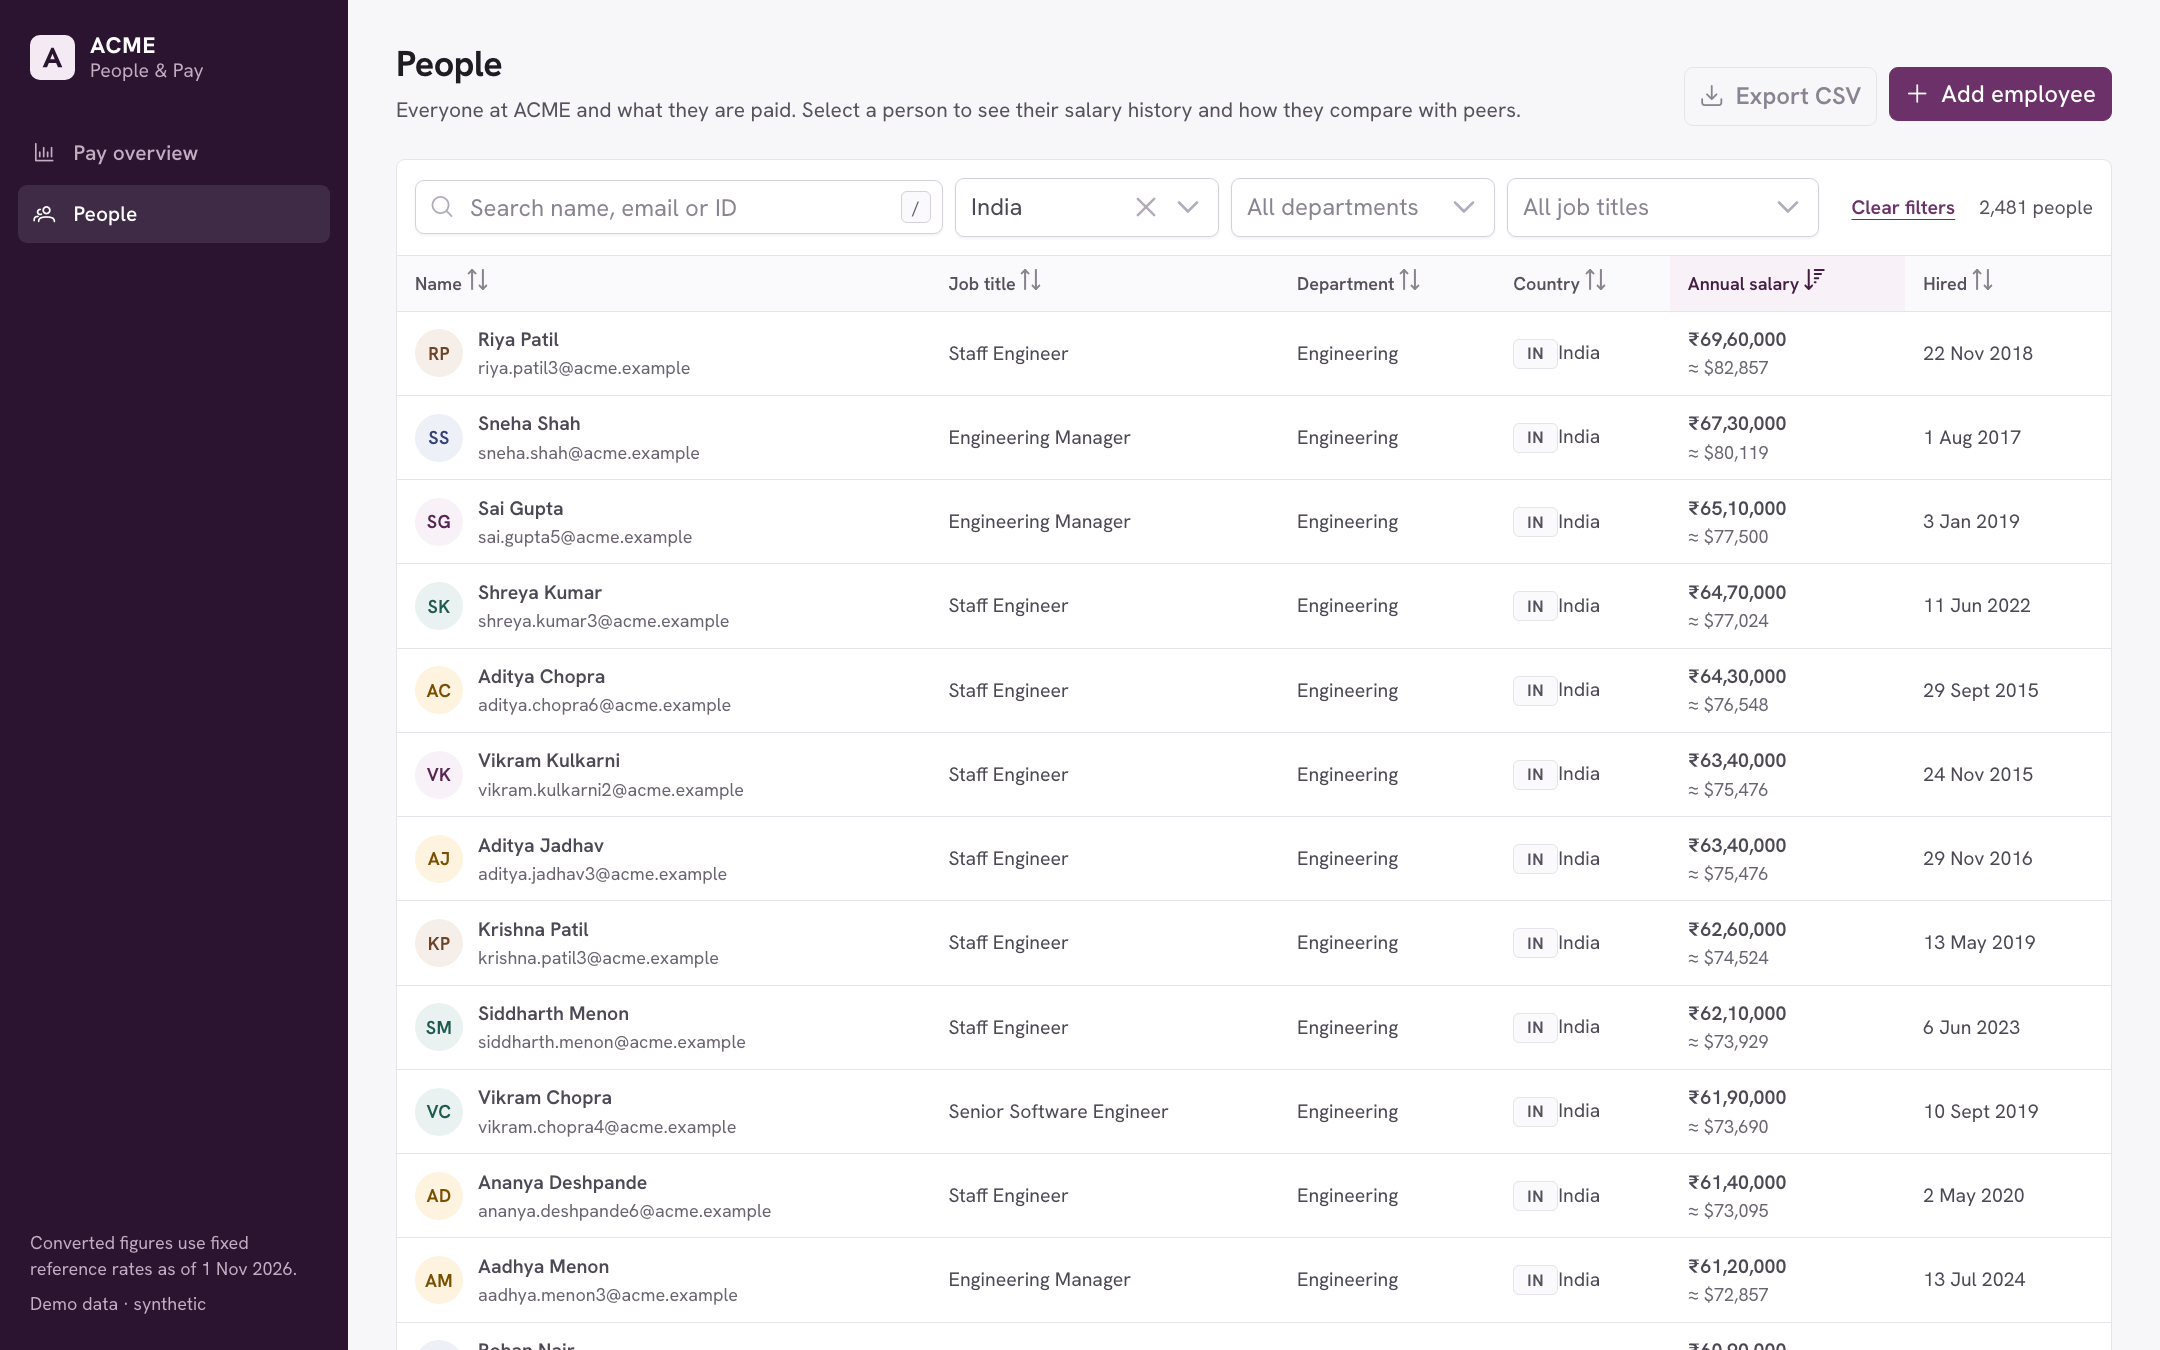 A
ACME
People & Pay
Pay overview
People
Converted figures use fixed
reference rates as of 1 Nov 2026.
Demo data · synthetic
People
Everyone at ACME and what they are paid. Select a person to see their salary history and how they compare with peers.
Export CSV
Add employee
Search name, email or ID /
India
All departments
All job titles
Clear filters
2,481 people
Name Job title Department Country Annual salary Hired
RP Riya Patil
riya.patil3@acme.example
Staff Engineer Engineering IN India ₹69,60,000
≈ $82,857
22 Nov 2018
SS Sneha Shah
sneha.shah@acme.example
Engineering Manager Engineering IN India ₹67,30,000
≈ $80,119
1 Aug 2017
SG Sai Gupta
sai.gupta5@acme.example
Engineering Manager Engineering IN India ₹65,10,000
≈ $77,500
3 Jan 2019
SK Shreya Kumar
shreya.kumar3@acme.example
Staff Engineer Engineering IN India ₹64,70,000
≈ $77,024
11 Jun 2022
AC Aditya Chopra
aditya.chopra6@acme.example
Staff Engineer Engineering IN India ₹64,30,000
≈ $76,548
29 Sept 2015
VK Vikram Kulkarni
vikram.kulkarni2@acme.example
Staff Engineer Engineering IN India ₹63,40,000
≈ $75,476
24 Nov 2015
AJ Aditya Jadhav
aditya.jadhav3@acme.example
Staff Engineer Engineering IN India ₹63,40,000
≈ $75,476
29 Nov 2016
KP Krishna Patil
krishna.patil3@acme.example
Staff Engineer Engineering IN India ₹62,60,000
≈ $74,524
13 May 2019
SM Siddharth Menon
siddharth.menon@acme.example
Staff Engineer Engineering IN India ₹62,10,000
≈ $73,929
6 Jun 2023
VC Vikram Chopra
vikram.chopra4@acme.example
Senior Software Engineer Engineering IN India ₹61,90,000
≈ $73,690
10 Sept 2019
AD Ananya Deshpande
ananya.deshpande6@acme.example
Staff Engineer Engineering IN India ₹61,40,000
≈ $73,095
2 May 2020
AM Aadhya Menon
aadhya.menon3@acme.example
Engineering Manager Engineering IN India ₹61,20,000
≈ $72,857
13 Jul 2024